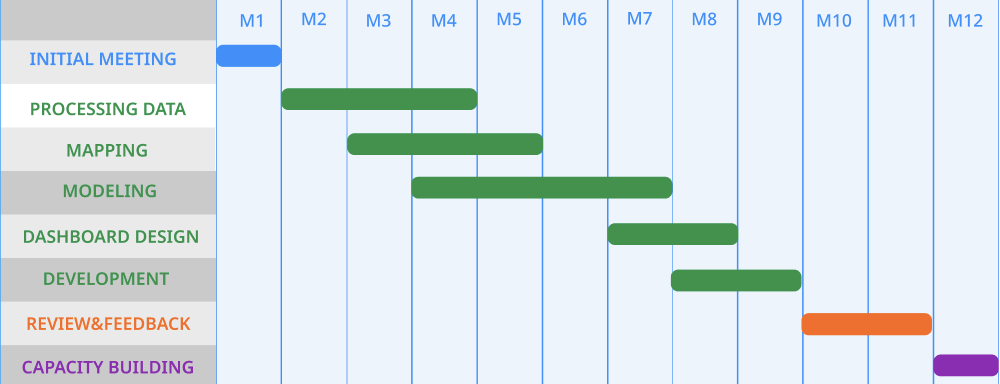 M1 M2 M3 M4 M5 M6 M7 M8 M9 M10 M11 M12
INITIAL MEETING
PROCESSING DATA
MAPPING
MODELING
DASHBOARD DESIGN
DEVELOPMENT
REVIEW&FEEDBACK
CAPACITY BUILDING